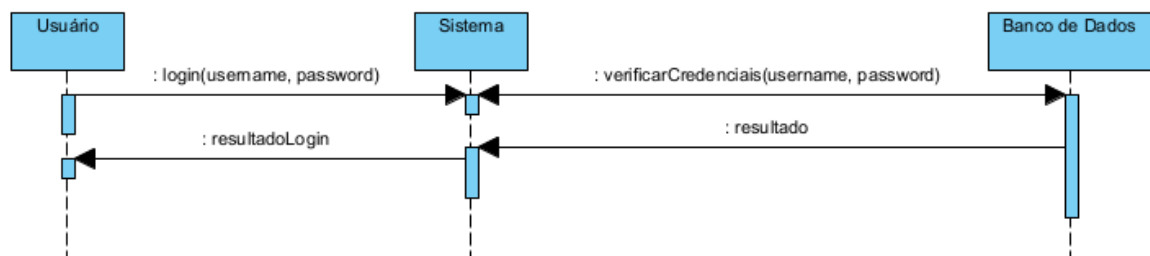 Usuário
Sistema
Banco de Dados
: login(username, password)
: verificarCredenciais(username, password)
: resultado
: resultadoLogin